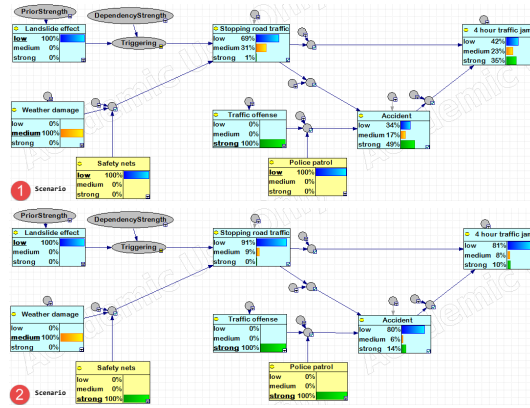 PriorStrength
DependencyStrength
Landslide effect
low 100%
medium 0%
strong 0%
Triggering
Stopping road traffic
low 69%
medium 31%
strong 1%
4 hour traffic jam
low 42%
medium 23%
strong 35%
Weather damage
low 0%
medium 100%
strong 0%
Traffic offense
low 0%
medium 0%
strong 100%
Accident
low 34%
medium 17%
strong 49%
Safety nets
low 100%
medium 0%
strong 0%
Police patrol
low 100%
medium 0%
strong 0%
1 Scenario
PriorStrength
DependencyStrength
Landslide effect
low 100%
medium 0%
strong 0%
Triggering
Stopping road traffic
low 91%
medium 9%
strong 0%
4 hour traffic jam
low 81%
medium 8%
strong 10%
Weather damage
low 0%
medium 100%
strong 0%
Traffic offense
low 0%
medium 0%
strong 100%
Accident
low 80%
medium 6%
strong 14%
Safety nets
low 0%
medium 0%
strong 100%
Police patrol
low 0%
medium 0%
strong 100%
2 Scenario